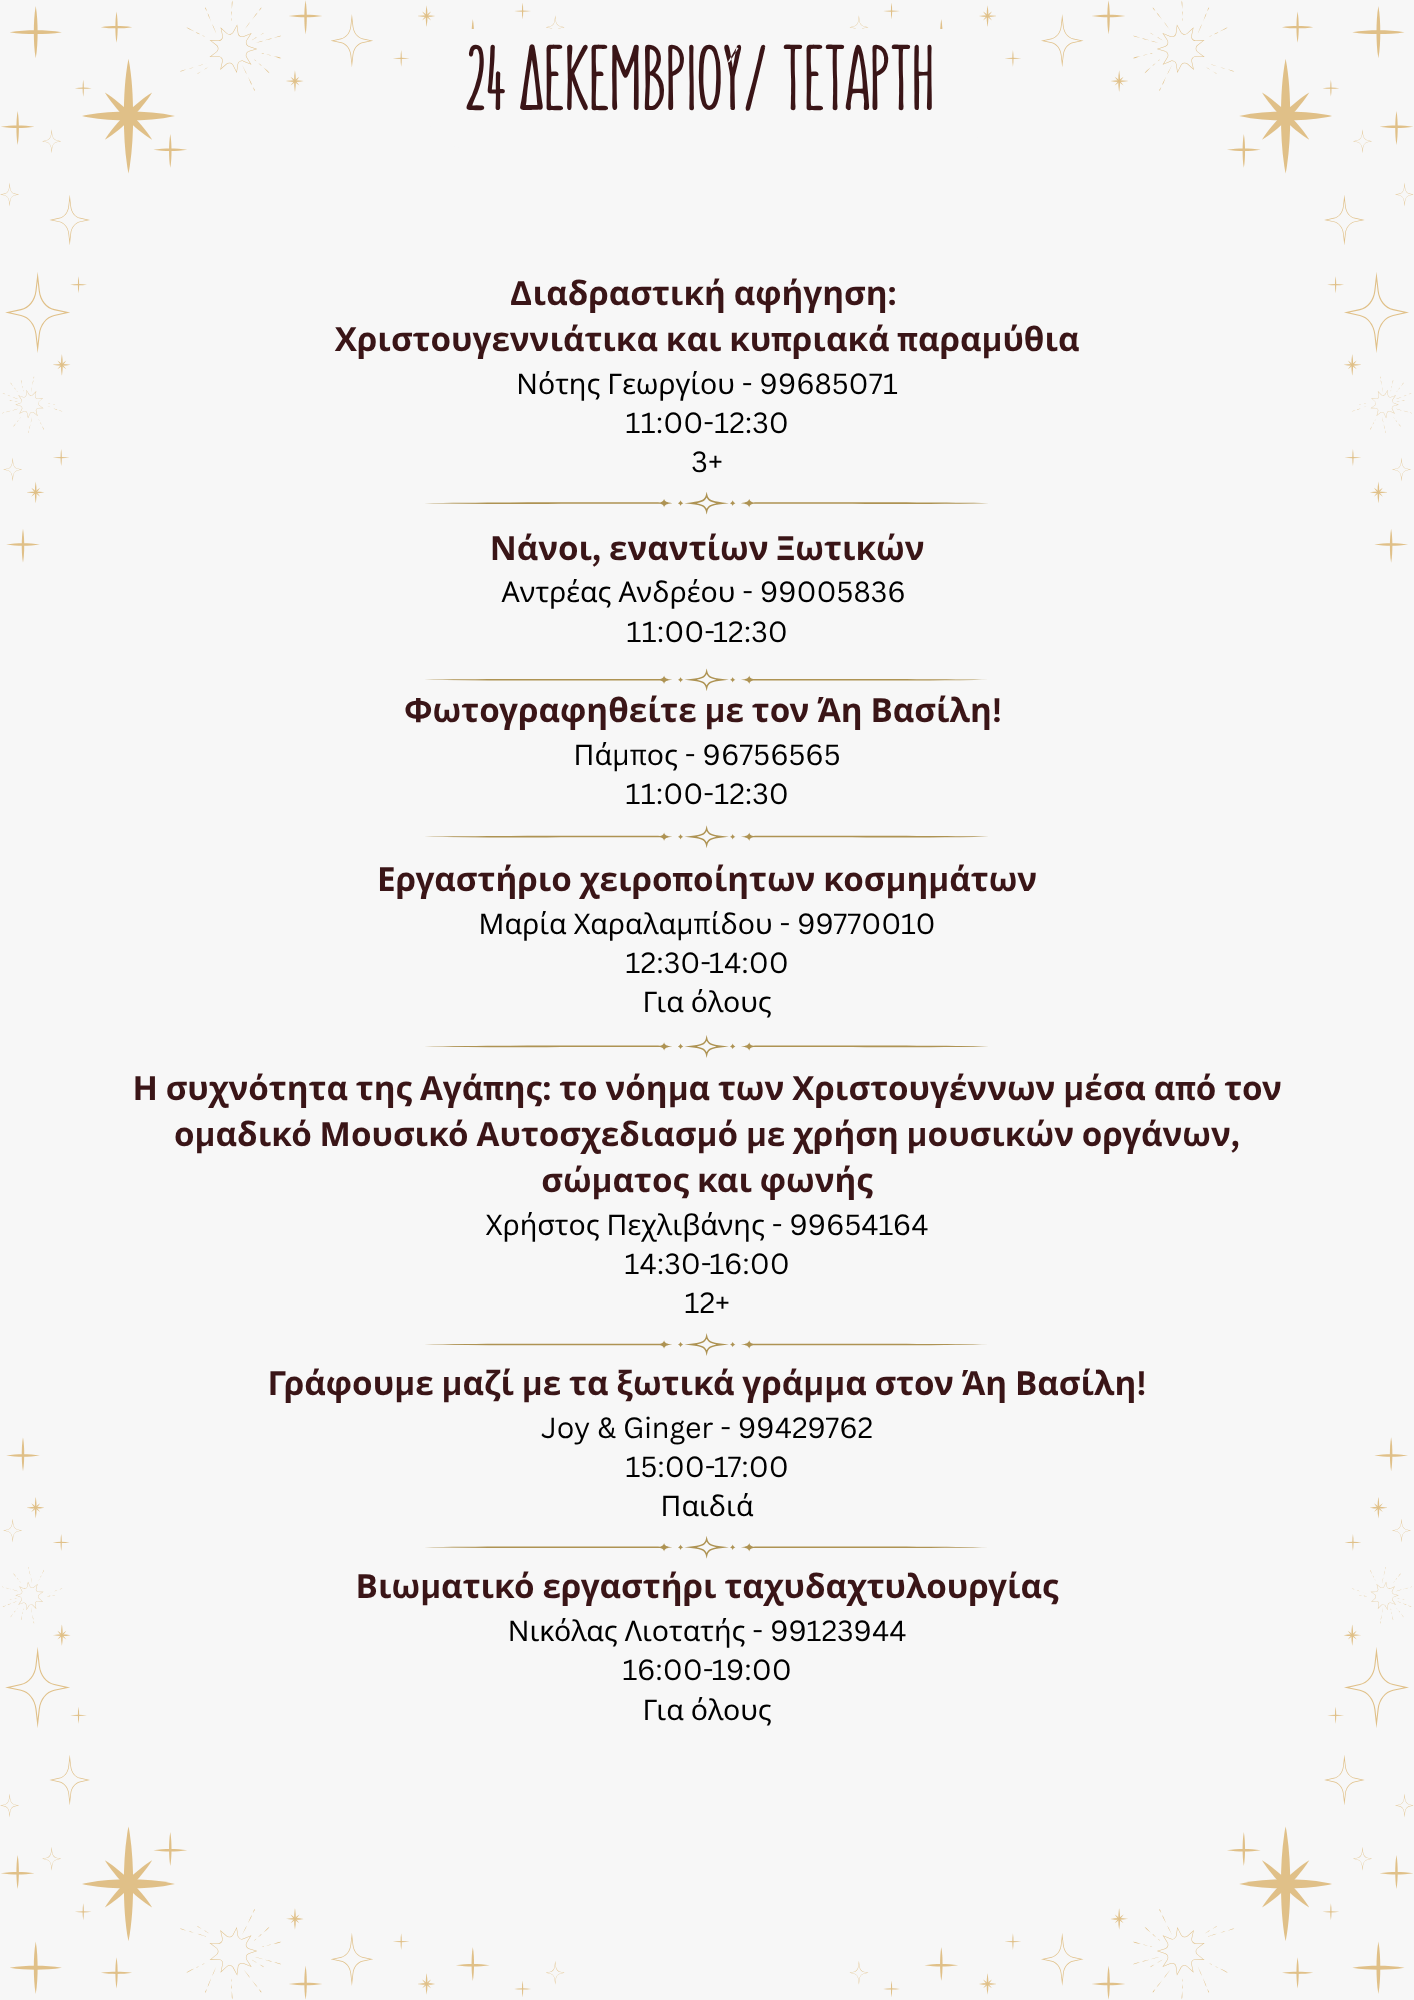 24 ΔΕΚΕΜΒΡΙΟΎ/ ΤΕΤΑΡΤΗ
Διαδραστική αφήγηση:
Χριστουγεννιάτικα και κυπριακά παραμύθια
Νότης Γεωργίου - 99685071
11:00-12:30
3+
Νάνοι, εναντίων Ξωτικών
Αντρέας Ανδρέου - 99005836
11:00-12:30
Φωτογραφηθείτε με τον Άη Βασίλη!
Πάμπος - 96756565
11:00-12:30
Εργαστήριο χειροποίητων κοσμημάτων
Μαρία Χαραλαμπίδου - 99770010
12:30-14:00
Για όλους
Η συχνότητα της Αγάπης: το νόημα των Χριστουγέννων μέσα από τον
ομαδικό Μουσικό Αυτοσχεδιασμό με χρήση μουσικών οργάνων,
σώματος και φωνής
Χρήστος Πεχλιβάνης - 99654164
14:30-16:00
12+
Γράφουμε μαζί με τα ξωτικά γράμμα στον Άη Βασίλη!
Joy & Ginger - 99429762
15:00-17:00
Παιδιά
Βιωματικό εργαστήρι ταχυδαχτυλουργίας
Νικόλας Λιοτατής - 99123944
16:00-19:00
Για όλους